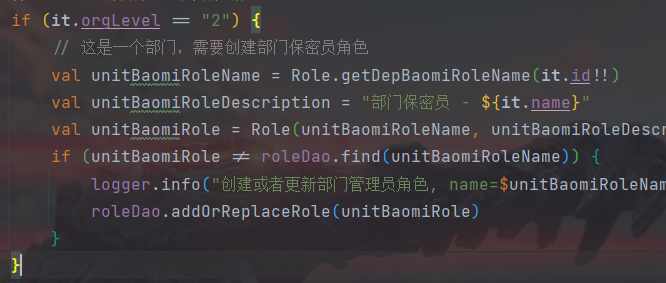 if (it.orgLevel == "2") {
// 这是一个部门，需要创建部门保密员角色
val unitBaomiRoleName = Role.getDepBaomiRoleName(it.id!!)
val unitBaomiRoleDescription = "部门保密员 - ${it.name}"
val unitBaomiRole = Role(unitBaomiRoleName, unitBaomiRoleDescr
if (unitBaomiRole != roleDao.find(unitBaomiRoleName)) {
logger.info("创建或者更新部门管理员角色, name=$unitBaomiRoleNam
roleDao.addOrReplaceRole(unitBaomiRole)
}
}